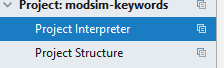 Project: modsim-keywords
Project Interpreter
Project Structure